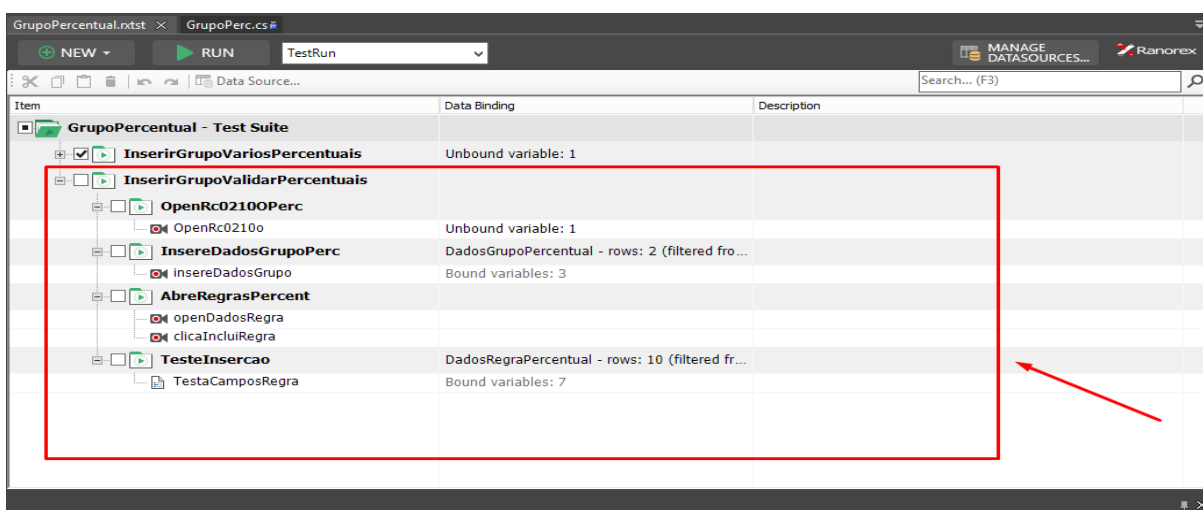 GrupoPercentual.rxtst × GrupoPerc.cs
NEW RUN TestRun MANAGE DATASOURCES... Ranorex
Data Source... Search... (F3)
Item Data Binding Description
GrupoPercentual - Test Suite
InserirGrupoVariosPercentuais Unbound variable: 1
InserirGrupoValidarPercentuais
OpenRc0210OPerc
OpenRc0210o Unbound variable: 1
InsereDadosGrupoPerc DadosGrupoPercentual - rows: 2 (filtered fro...
insereDadosGrupo Bound variables: 3
AbreRegrasPercent
openDadosRegra
clicaIncluiRegra
TesteInsercao DadosRegraPercentual - rows: 10 (filtered fr...
TestaCamposRegra Bound variables: 7